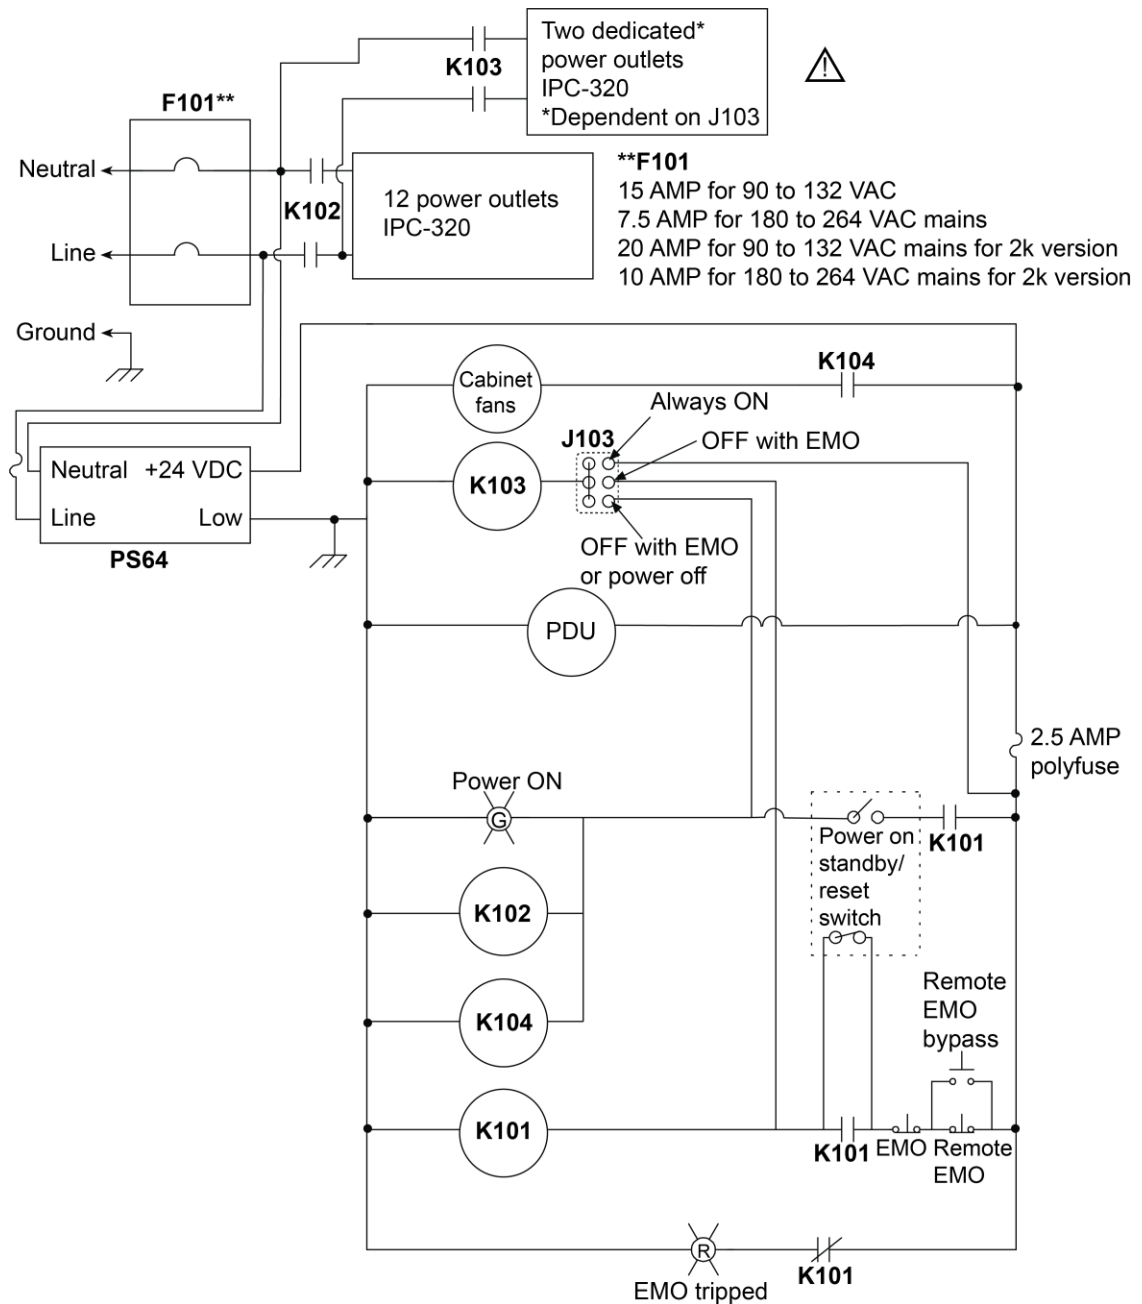 Two dedicated*
power outlets
IPC-320
*Dependent on J103
K103
F101**
Neutral
K102
12 power outlets
IPC-320
**F101
15 AMP for 90 to 132 VAC
7.5 AMP for 180 to 264 VAC mains
20 AMP for 90 to 132 VAC mains for 2k version
10 AMP for 180 to 264 VAC mains for 2k version
Line
Ground
Cabinet
fans
K104
Always ON
J103
OFF with EMO
Neutral +24 VDC
Line Low
PS64
K103
OFF with EMO
or power off
PDU
2.5 AMP
polyfuse
Power ON
G
Power on
standby/
reset
switch
K101
K102
K104
Remote
EMO
bypass
K101
K101
EMO
Remote
EMO
R
EMO tripped
K101